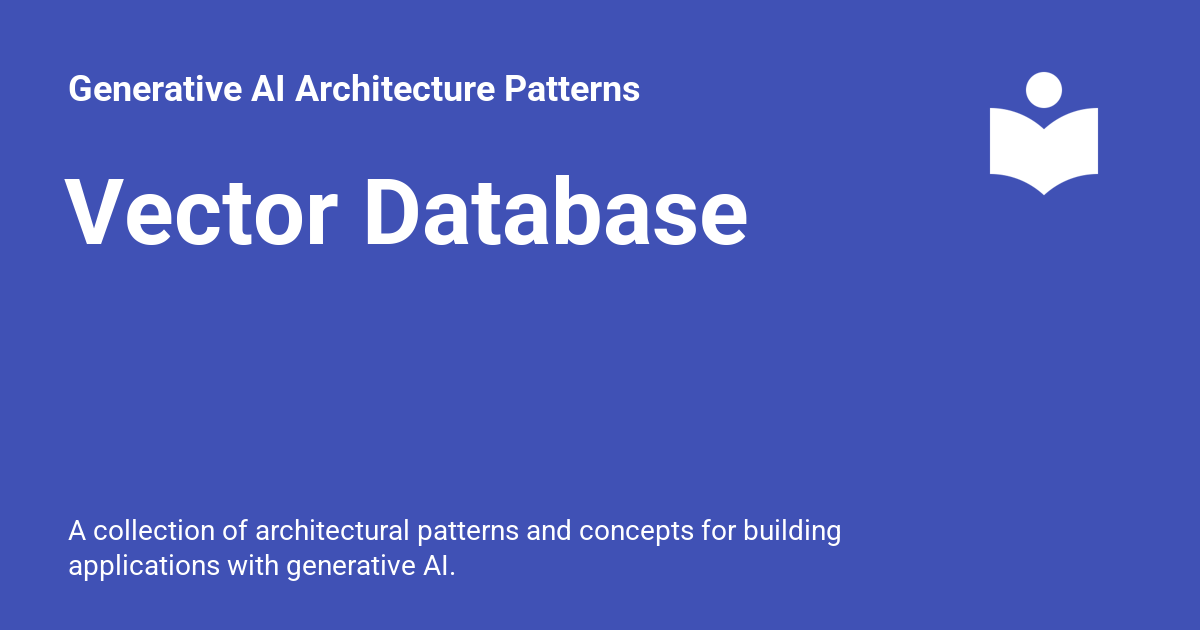 Generative AI Architecture Patterns
Vector Database
A collection of architectural patterns and concepts for building
applications with generative AI.